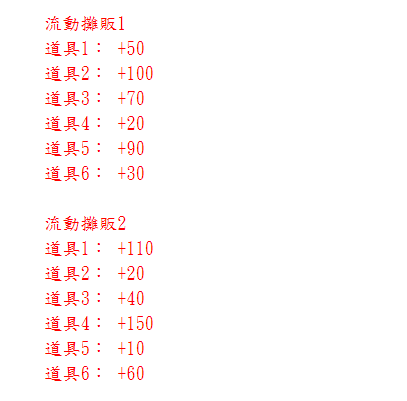 流動攤販1
道具1： +50
道具2： +100
道具3： +70
道具4： +20
道具5： +90
道具6： +30
流動攤販2
道具1： +110
道具2： +20
道具3： +40
道具4： +150
道具5： +10
道具6： +60